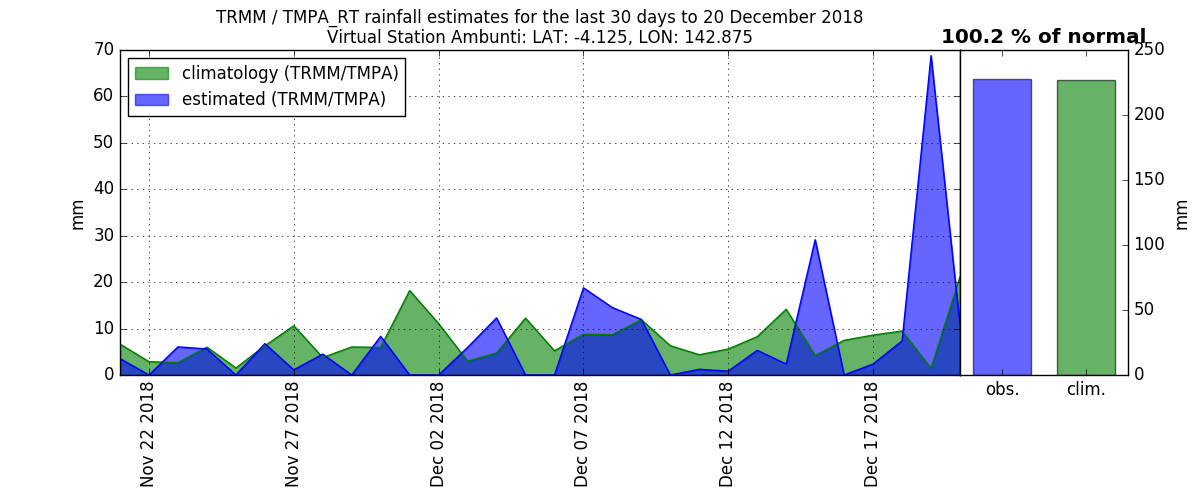 TRMM / TMPA_RT rainfall estimates for the last 30 days to 20 December 2018
Virtual Station Ambunti: LAT: -4.125, LON: 142.875
100.2 % of normal
climatology (TRMM/TMPA)
estimated (TRMM/TMPA)
70
60
50
40
30
20
10
0
mm
Nov 22 2018
Nov 27 2018
Dec 02 2018
Dec 07 2018
Dec 12 2018
Dec 17 2018
250
200
150
100
50
0
mm
obs.
clim.